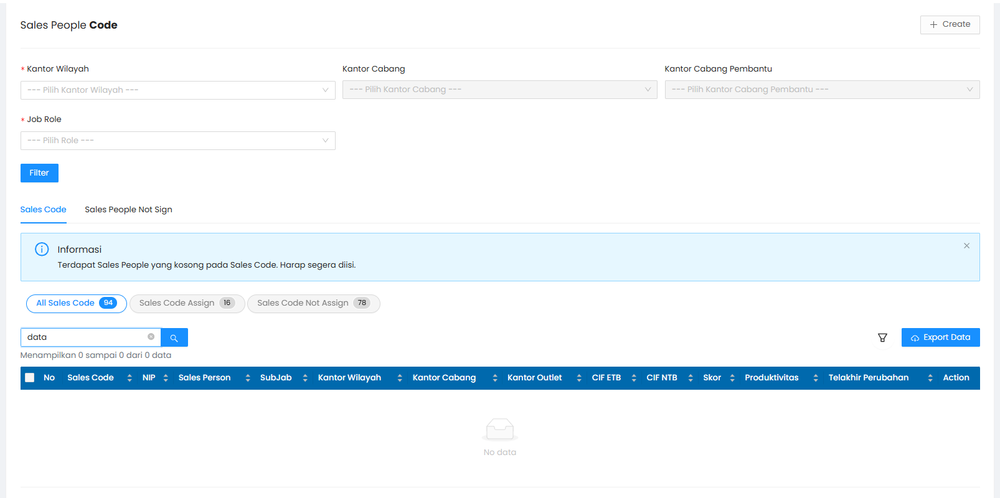 Sales People Code
+ Create
* Kantor Wilayah
Kantor Cabang
Kantor Cabang Pembantu
--- Pilih Kantor Wilayah ---
--- Pilih Kantor Cabang ---
--- Pilih Kantor Cabang Pembantu ---
* Job Role
--- Pilih Role ---
Filter
Sales Code
Sales People Not Sign
Informasi
Terdapat Sales People yang kosong pada Sales Code. Harap segera diisi.
All Sales Code 94
Sales Code Assign 16
Sales Code Not Assign 78
data
Export Data
Menampilkan 0 sampai 0 dari 0 data
No Sales Code NIP Sales Person SubJab Kantor Wilayah Kantor Cabang Kantor Outlet CIF ETB CIF NTB Skor Produktivitas Telakhir Perubahan Action
No data